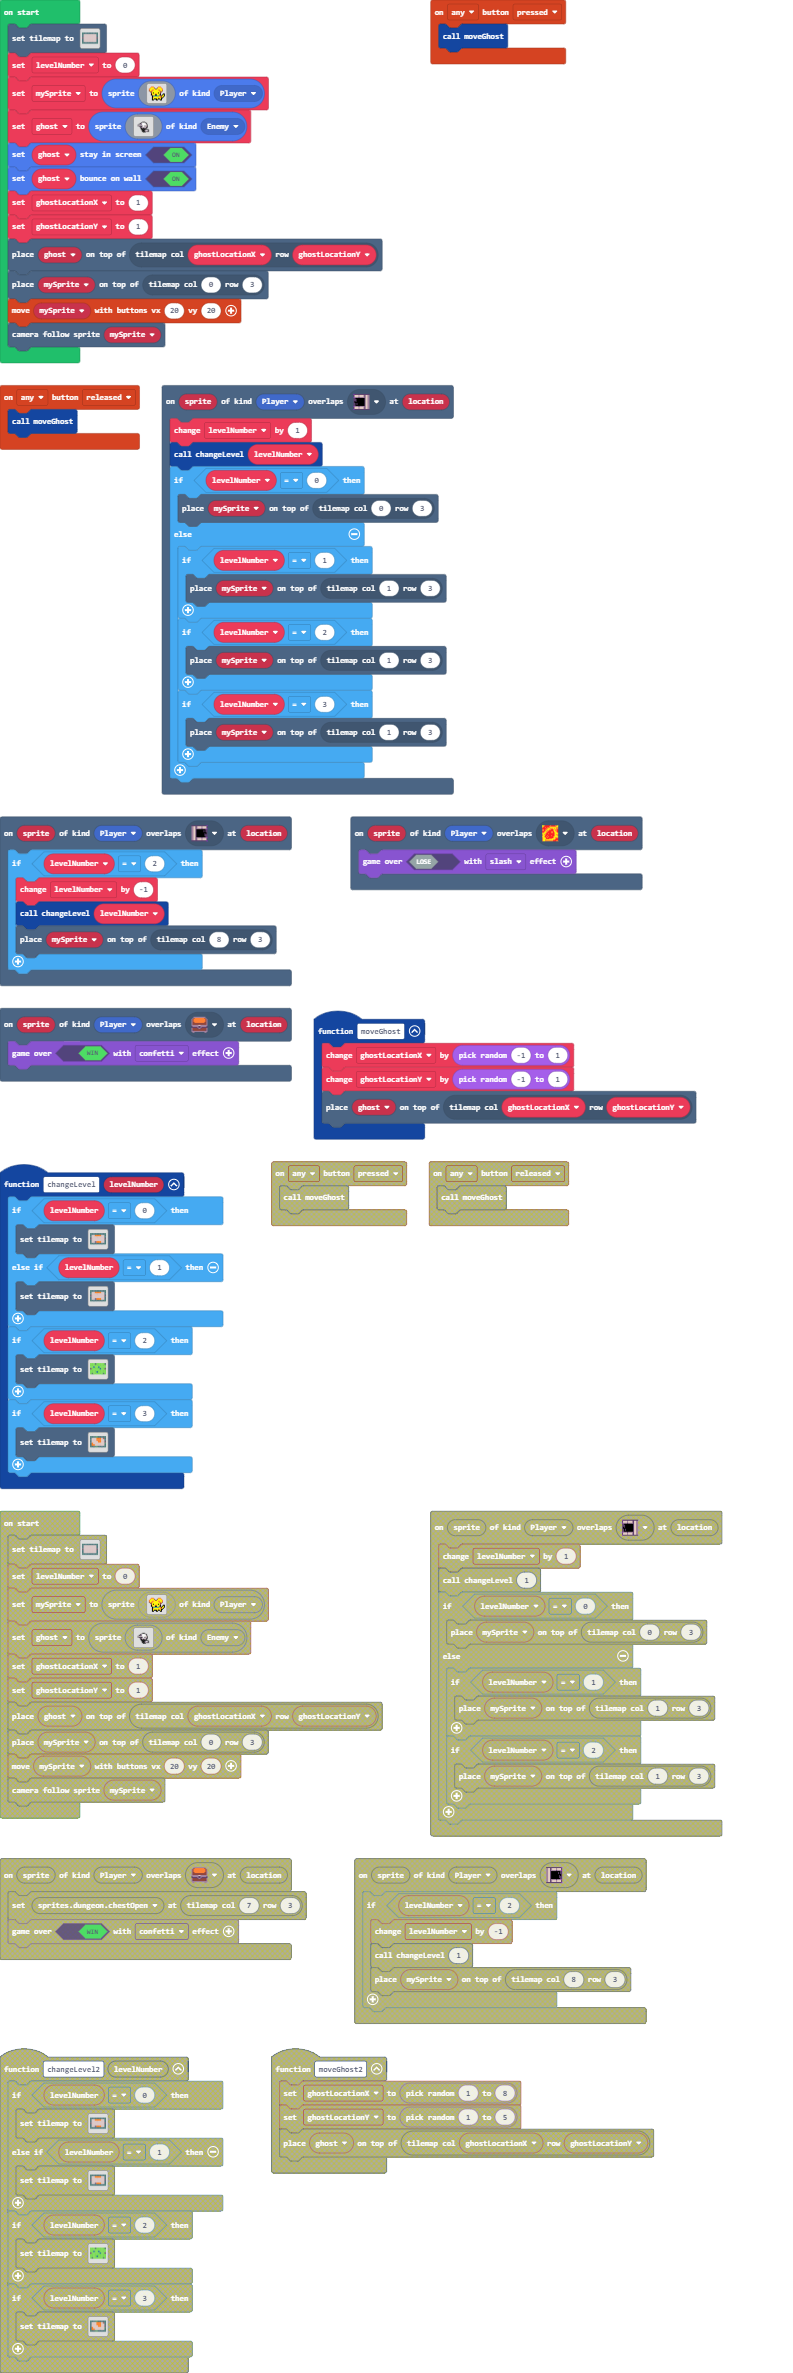 on start
set tilemap to
set levelNumber to 0
set mySprite to sprite of kind Player
set ghost to sprite of kind Enemy
set ghost stay in screen ON
set ghost bounce on wall ON
set ghostLocationX to 1
set ghostLocationY to 1
place ghost on top of tilemap col ghostLocationX row ghostLocationY
place mySprite on top of tilemap col 0 row 3
move mySprite with buttons vx 20 vy 20
camera follow sprite mySprite
on any button pressed
call moveGhost
on any button released
call moveGhost
on sprite of kind Player overlaps at location
change levelNumber by 1
call changeLevel levelNumber
if levelNumber = 0 then
place mySprite on top of tilemap col 0 row 3
else
if levelNumber = 1 then
place mySprite on top of tilemap col 1 row 3
if levelNumber = 2 then
place mySprite on top of tilemap col 1 row 3
if levelNumber = 3 then
place mySprite on top of tilemap col 1 row 3
on sprite of kind Player overlaps at location
if levelNumber = 2 then
change levelNumber by -1
call changeLevel levelNumber
place mySprite on top of tilemap col 8 row 3
on sprite of kind Player overlaps at location
game over LOSE with slash effect
on sprite of kind Player overlaps at location
game over WIN with confetti effect
function moveGhost
change ghostLocationX by pick random -1 to 1
change ghostLocationY by pick random -1 to 1
place ghost on top of tilemap col ghostLocationX row ghostLocationY
function changeLevel levelNumber
if levelNumber = 0 then
set tilemap to
else if levelNumber = 1 then
set tilemap to
if levelNumber = 2 then
set tilemap to
if levelNumber = 3 then
set tilemap to
on any button pressed
call moveGhost
on any button released
call moveGhost
on start
set tilemap to
set levelNumber to 0
set mySprite to sprite of kind Player
set ghost to sprite of kind Enemy
set ghostLocationX to 1
set ghostLocationY to 1
place ghost on top of tilemap col ghostLocationX row ghostLocationY
place mySprite on top of tilemap col 0 row 3
move mySprite with buttons vx 20 vy 20
camera follow sprite mySprite
on sprite of kind Player overlaps at location
change levelNumber by 1
call changeLevel 1
if levelNumber = 0 then
place mySprite on top of tilemap col 0 row 3
else
if levelNumber = 1 then
place mySprite on top of tilemap col 1 row 3
if levelNumber = 2 then
place mySprite on top of tilemap col 1 row 3
on sprite of kind Player overlaps at location
set sprites.dungeon.chestOpen at tilemap col 7 row 3
game over WIN with confetti effect
on sprite of kind Player overlaps at location
if levelNumber = 2 then
change levelNumber by -1
call changeLevel 1
place mySprite on top of tilemap col 8 row 3
function changeLevel2 levelNumber
if levelNumber = 0 then
set tilemap to
else if levelNumber = 1 then
set tilemap to
if levelNumber = 2 then
set tilemap to
if levelNumber = 3 then
set tilemap to
function moveGhost2
set ghostLocationX to pick random 1 to 8
set ghostLocationY to pick random 1 to 5
place ghost on top of tilemap col ghostLocationX row ghostLocationY